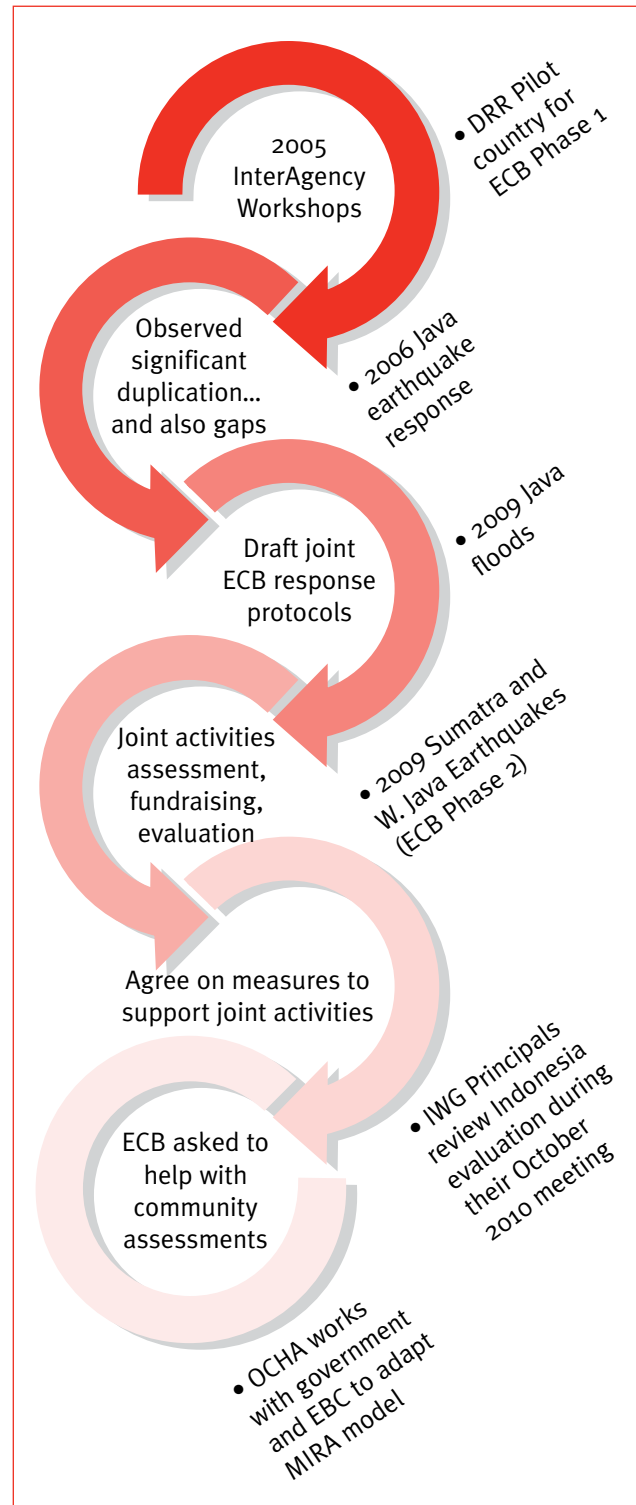 2005
InterAgency
Workshops
• DRR Pilot
country for
ECB Phase 1
Observed
significant
duplication...
and also gaps
• 2006 Java
earthquake
response
Draft joint
ECB response
protocols
• 2009 Java
floods
Joint activities
assessment,
fundraising,
evaluation
• 2009 Sumatra and
W. Java Earthquakes
(ECB Phase 2)
Agree on measures to
support joint activities
• IWG Principals
review Indonesia
evaluation during
their October
2010 meeting
ECB asked to
help with
community
assessments
• OCHA works
with government
and EBC to adapt
MIRA model